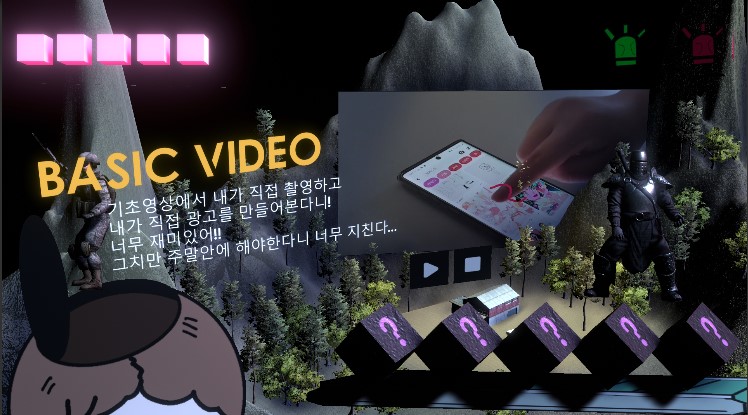 BASIC VIDEO
기초영상에서 내가 직접 촬영하고
내가 직접 광고를 만들어본다니!
너무 재미있어!!
그치만 주말안에 해야한다니 너무 지친다...
? ? ? ? ?